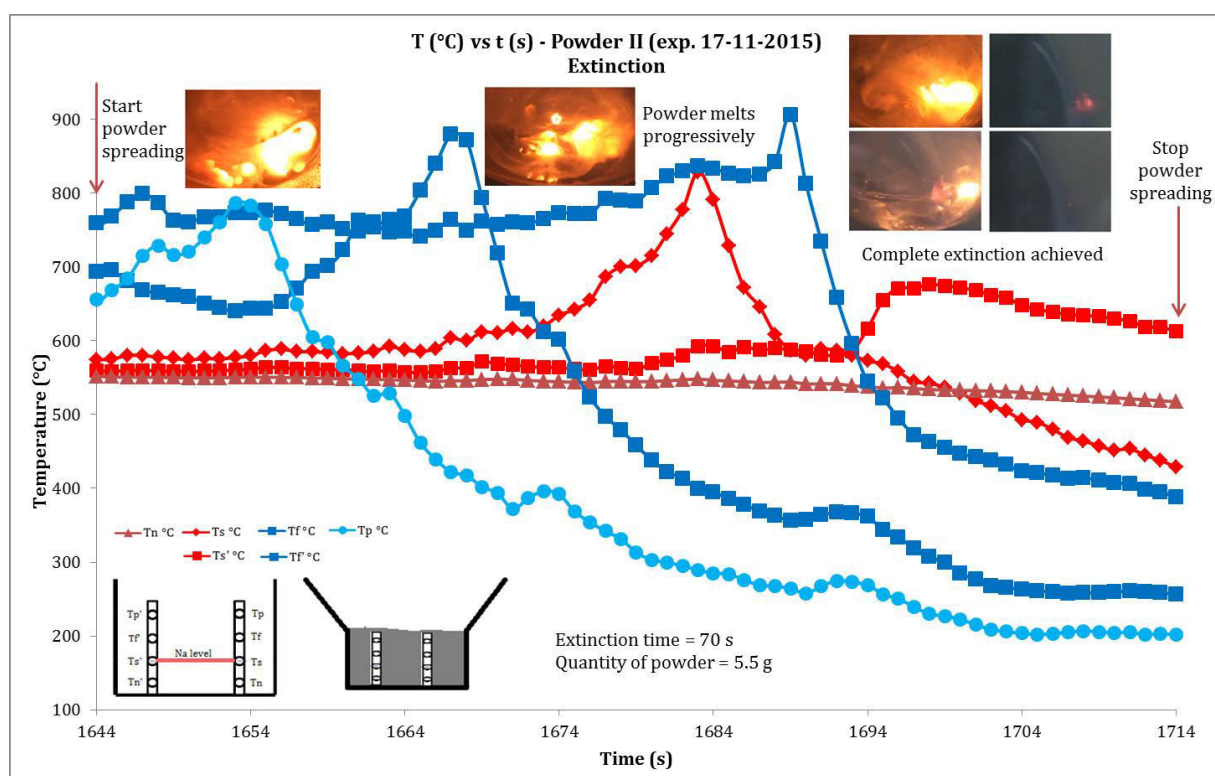 T (°C) vs t (s) - Powder II (exp. 17-11-2015)
Extinction
Start
powder
spreading
Powder melts
progressively
Stop
powder
spreading
Complete extinction achieved
Temperature (°C)
900
800
700
600
500
400
300
200
100
Tn °C
Ts °C
Tf °C
Tp °C
Ts' °C
Tf' °C
Tp'
Tf'
Ts'
Tn'
Na level
Tp
Tf
Ts
Tn
Extinction time = 70 s
Quantity of powder = 5.5 g
1644
1654
1664
1674
1684
1694
1704
1714
Time (s)